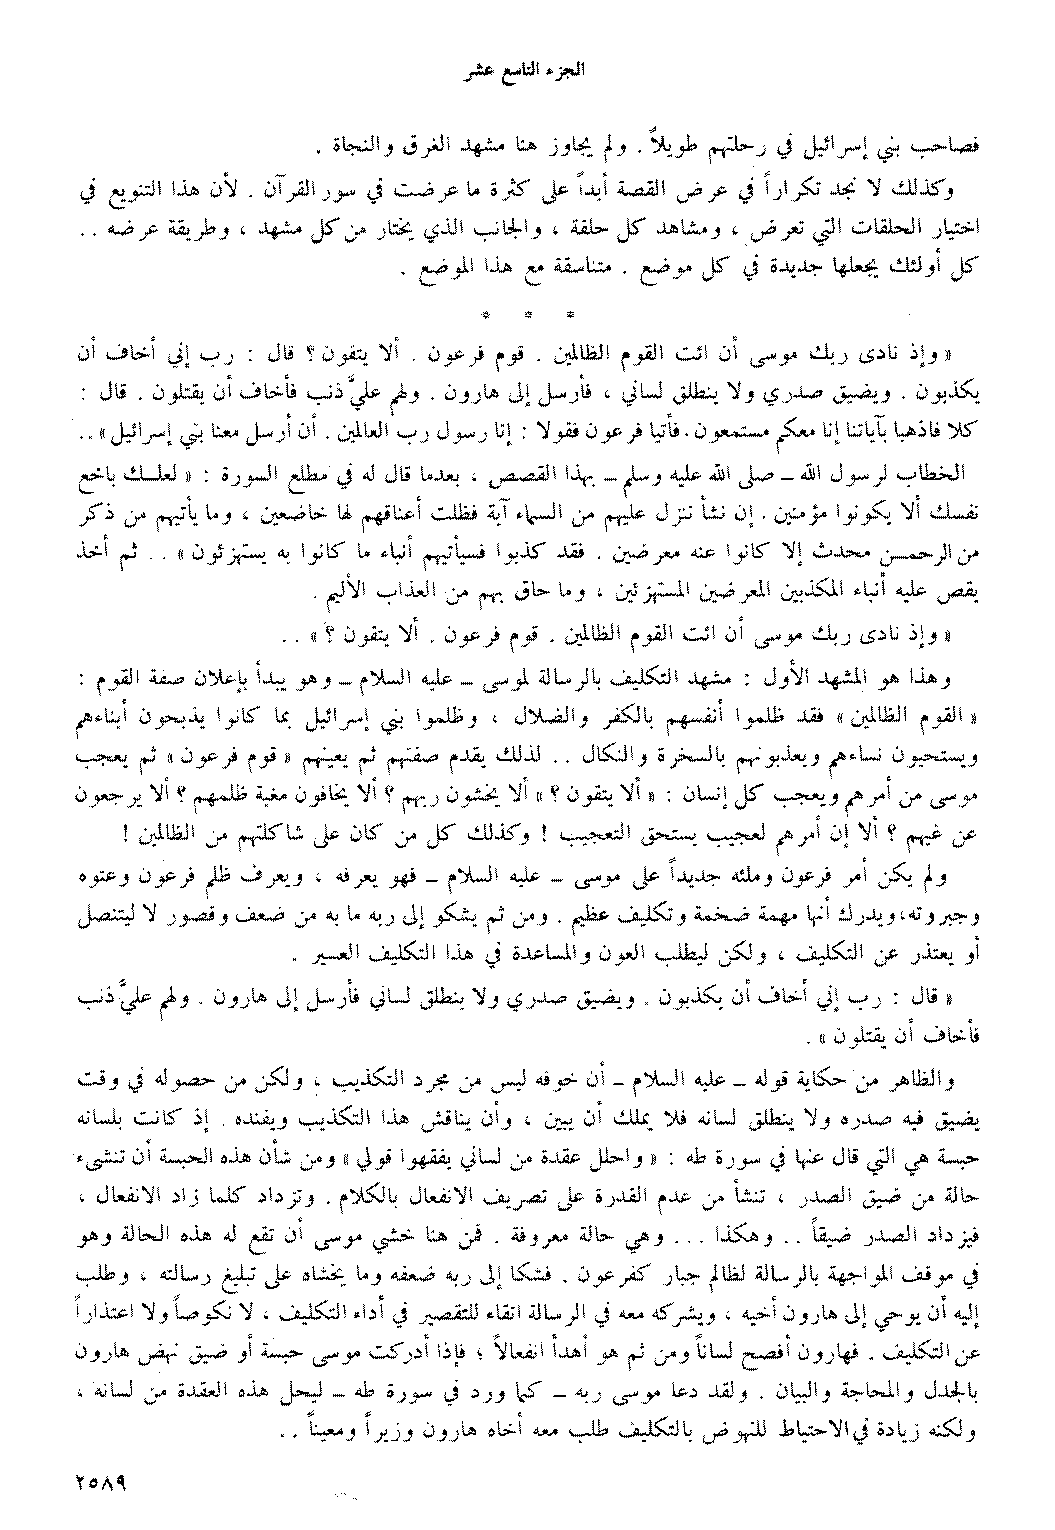 الجزء التاسع عشر
فصاحب بني إسرائيل في رحلتهم طويلاً . ولم يجاوز هنا مشهد الغرق والنجاة .
وكذلك لا نجد تكراراً في عرض القصة أبداً على كثرة ما عرضت في سور القرآن . لأن هذا التنويع في
اختيار الحلقات التي تعرض ، ومشاهد كل حلقة ، والجانب الذي يختار من كل مشهد ، وطريقة عرضه ..
كل أولئك يجعلها جديدة في كل موضع . متناسقة مع هذا الموضع .
* * *
« وإذ نادى ربك موسى أن ائت القوم الظالمين . قوم فرعون . ألا يتقون ؟ قال : رب إني أخاف أن
يكذبون . ويضيق صدري ولا ينطلق لساني ، فأرسل إلى هارون . ولهم عليَّ ذنب فأخاف أن يقتلون . قال :
كلا فاذهبا بآياتنا إنا معكم مستمعون . فأتيا فرعون فقولا : إنا رسول رب العالمين . أن أرسل معنا بني إسرائيل » ..
الخطاب لرسول الله – صلى الله عليه وسلم – بهذا القصص ، بعدما قال له في مطلع السورة : « لعلك باخع
نفسك ألا يكونوا مؤمنين . إن نشأ ننزل عليهم من السماء آية فظلت أعناقهم لها خاضعين ، وما يأتيهم من ذكر
من الرحمن محدث إلا كانوا عنه معرضين . فقد كذبوا فسيأتيهم أنباء ما كانوا به يستهزئون » .. ثم أخذ
يقص عليه أنباء المكذبين المعرضين المستهزئين ، وما حاق بهم من العذاب الأليم .
« وإذ نادى ربك موسى أن ائت القوم الظالمين . قوم فرعون . ألا يتقون ؟ » ..
وهذا هو المشهد الأول : مشهد التكليف بالرسالة لموسى – عليه السلام – وهو يبدأ بإعلان صفة القوم :
« القوم الظالمين » فقد ظلموا أنفسهم بالكفر والضلال ، وظلموا بني إسرائيل بما كانوا يذبحون أبناءهم
ويستحيون نساءهم ويعذبونهم بالسخرة والنكال .. لذلك يقدم صفتهم ثم يعينهم « قوم فرعون » ثم يعجب
موسى من أمرهم ويعجب كل إنسان : « ألا يتقون ؟ » ألا يخشون ربهم ؟ ألا يخافون مغبة ظلمهم ؟ ألا يرجعون
عن غيهم ؟ ألا إن أمرهم لعجيب يستحق التعجيب ! وكذلك كل من كان على شاكلتهم من الظالمين !
ولم يكن أمر فرعون وملئه جديداً على موسى – عليه السلام – فهو يعرفه ، ويعرف ظلم فرعون وعتوه
وجبروته، ويدرك أنها مهمة ضخمة وتكليف عظيم . ومن ثم يشكو إلى ربه ما به من ضعف وقصور لا ليتنصل
أو يعتذر عن التكليف ، ولكن ليطلب العون والمساعدة في هذا التكليف العسير .
« قال : رب إني أخاف أن يكذبون . ويضيق صدري ولا ينطلق لساني فأرسل إلى هارون . ولهم عليَّ ذنب
فأخاف أن يقتلون » .
والظاهر من حكاية قوله – عليه السلام – أن خوفه ليس من مجرد التكذيب ، ولكن من حصوله في وقت
يضيق فيه صدره ولا ينطلق لسانه فلا يملك أن يبين ، وأن يناقش هذا التكذيب ويفنده . إذ كانت بلسانه
حبسة هي التي قال عنها في سورة طه : « واحلل عقدة من لساني يفقهوا قولي » ومن شأن هذه الحبسة أن تنشىء
حالة من ضيق الصدر ، تنشأ من عدم القدرة على تصريف الانفعال بالكلام . وتزداد كلما زاد الانفعال ،
فيزداد الصدر ضيقاً .. وهكذا ... وهي حالة معروفة . فمن هنا خشي موسى أن تقع له هذه الحالة وهو
في موقف المواجهة بالرسالة لظالم جبار كفرعون . فشكا إلى ربه ضعفه وما يخشاه على تبليغ رسالته ، وطلب
إليه أن يوحي إلى هارون أخيه ، ويشركه معه في الرسالة اتقاء للتقصير في أداء التكليف ، لا نكوصاً ولا اعتذاراً
عن التكليف . فهارون أفصح لساناً ومن ثم هو أهدأ انفعالاً ؛ فإذا أدركت موسى حبسة أو ضيق نهض هارون
بالجدل والمحاجة والبيان . ولقد دعا موسى ربه – كما ورد في سورة طه – ليحل هذه العقدة من لسانه ،
ولكنه زيادة في الاحتياط للنهوض بالتكليف طلب معه أخاه هارون وزيراً ومعيناً ..
٢٥٨٩